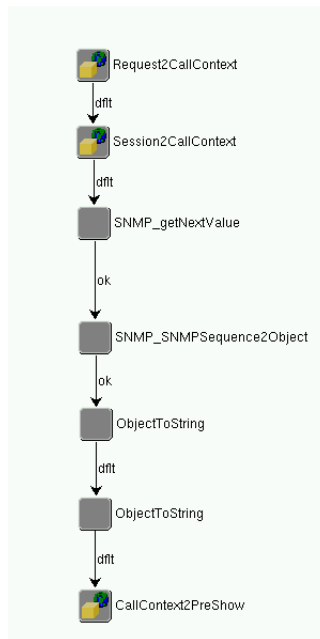 Request2CallContext
dflt
Session2CallContext
dflt
SNMP_getNextValue
ok
SNMP_SNMPSequence2Object
ok
ObjectToString
dflt
ObjectToString
dflt
CallContext2PreShow